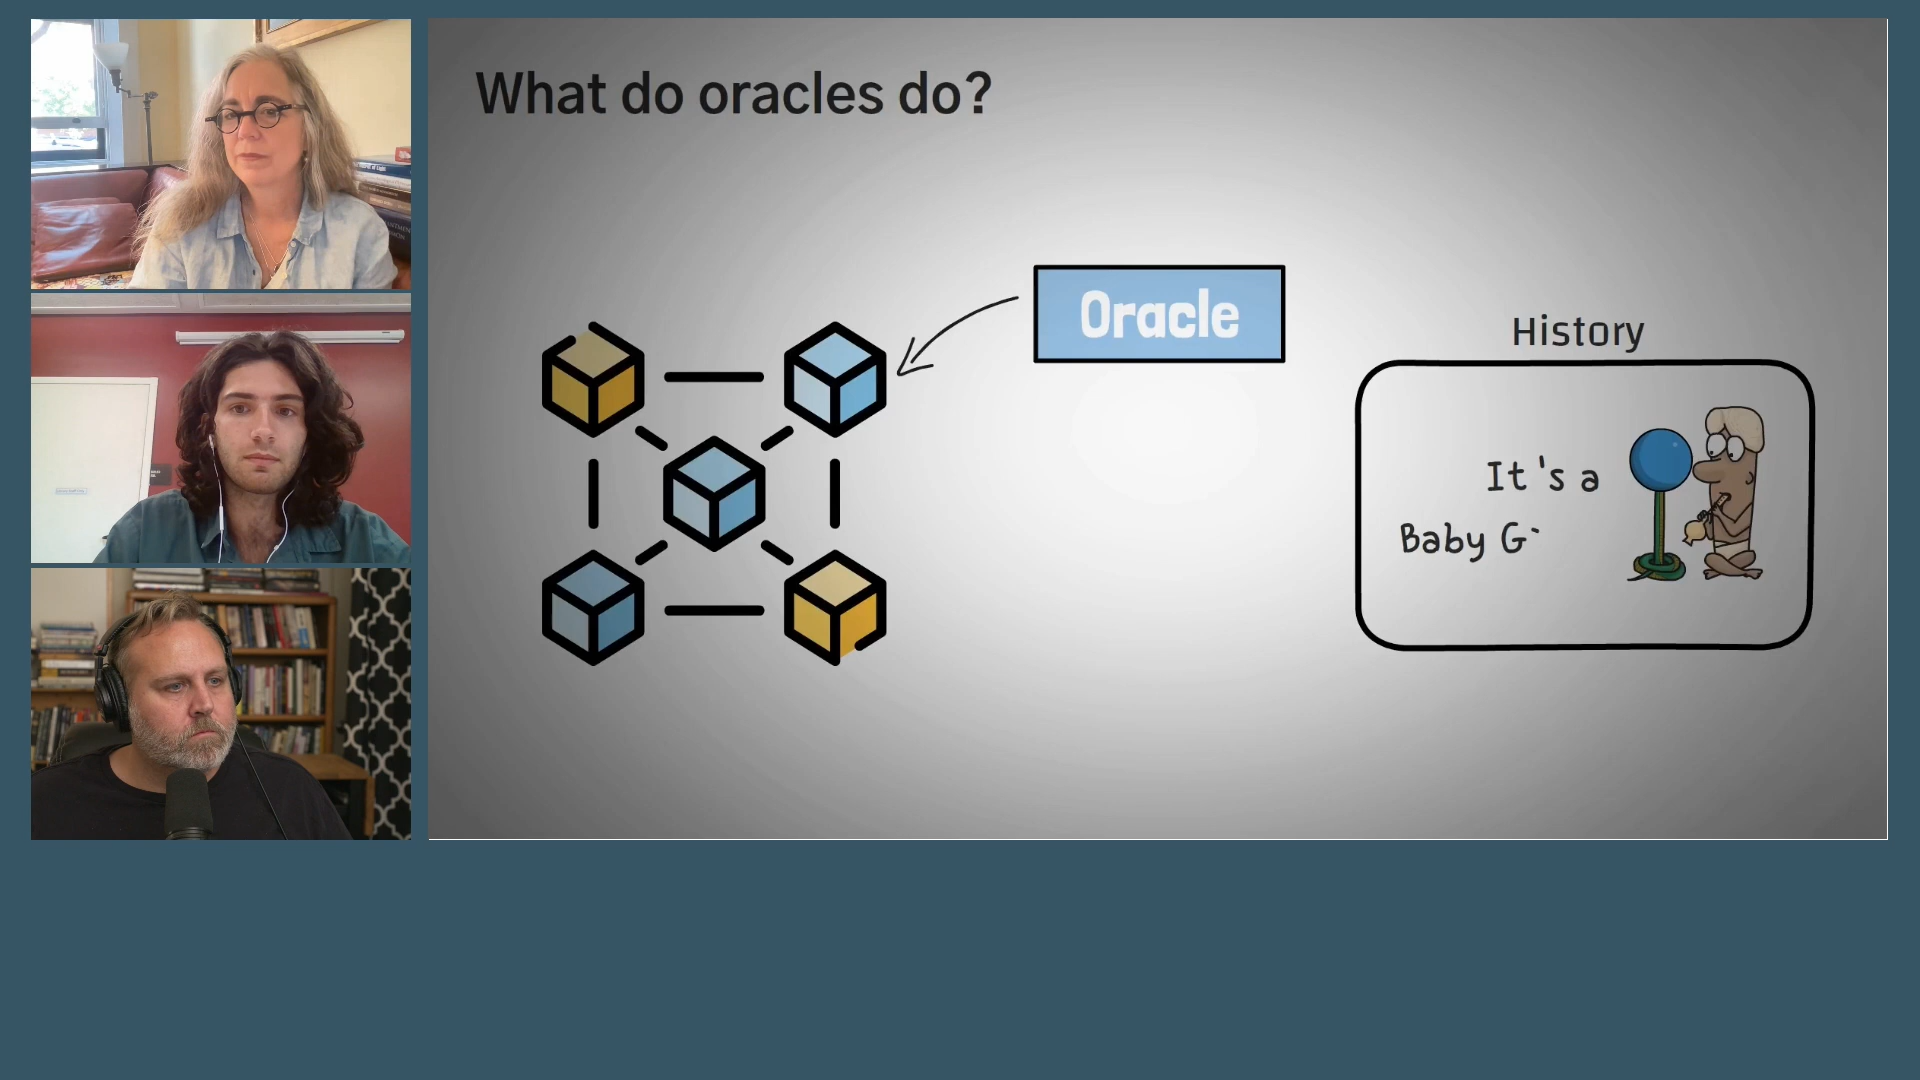 What do oracles do?
Oracle
History
It's a
Baby G